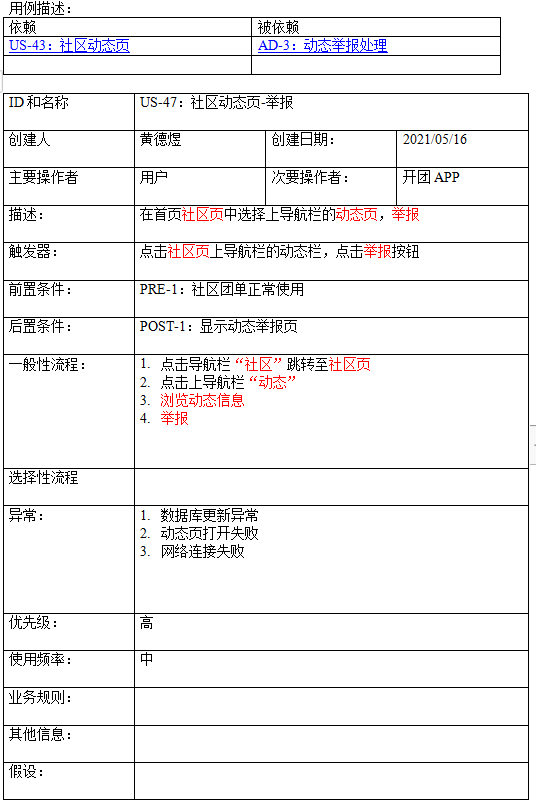 用例描述：
依赖 被依赖
US-43：社区动态页 AD-3：动态举报处理
ID和名称 US-47：社区动态页-举报
创建人 黄德煜 创建日期： 2021/05/16
主要操作者 用户 次要操作者： 开团 APP
描述： 在首页社区页中选择上导航栏的动态页，举报
触发器： 点击社区页上导航栏的动态栏，点击举报按钮
前置条件： PRE-1：社区团单正常使用
后置条件： POST-1：显示动态举报页
一般性流程： 1. 点击导航栏“社区”跳转至社区页
2. 点击上导航栏“动态”
3. 浏览动态信息
4. 举报
选择性流程
异常： 1. 数据库更新异常
2. 动态页打开失败
3. 网络连接失败
优先级： 高
使用频率： 中
业务规则：
其他信息：
假设：